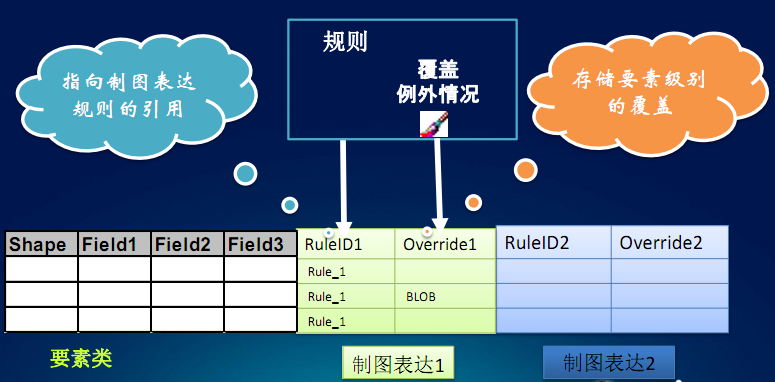 规则
覆盖
例外情况
指向制图表达
规则的引用
存储要素级别
的覆盖
Shape Field1 Field2 Field3 RuleID1 Override1 RuleID2 Override2
Rule_1
Rule_1 BLOB
Rule_1
要素类
制图表达1
制图表达2